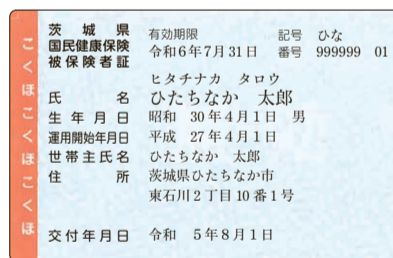 こくほこくほこくほ
茨城県
国民健康保険
被保険者証
有効期限 記号 ひな
令和6年7月31日 番号 999999 01
ヒタチナカ タロウ
氏名 ひたちなか 太郎
生年月日 昭和 30年4月1日 男
運用開始年月日 平成 27年4月1日
世帯主氏名 ひたちなか 太郎
住所 茨城県ひたちなか市
東石川2丁目10番1号
交付年月日 令和 5年8月1日